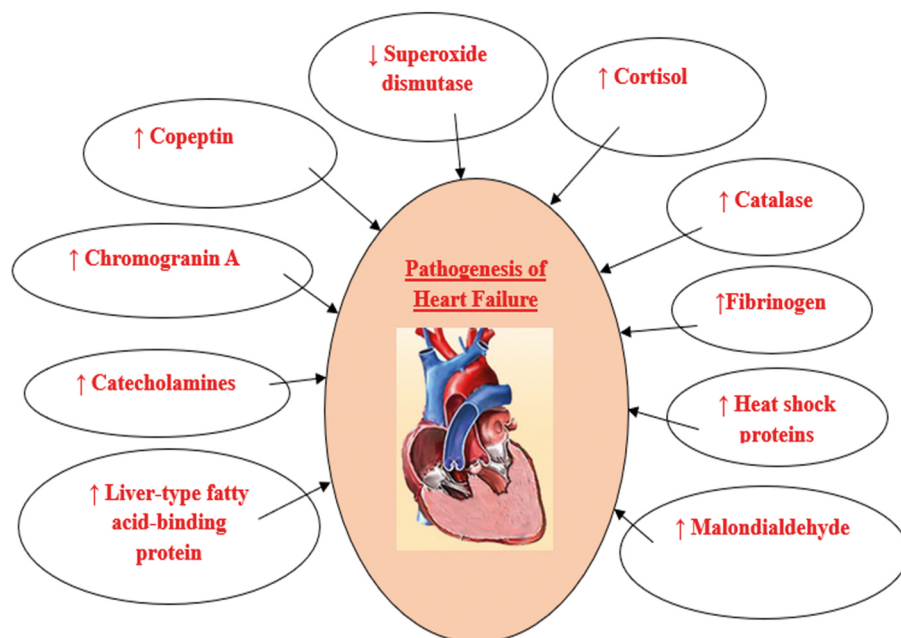 ↓ Superoxide
dismutase
↑ Cortisol
↑ Copeptin
↑ Catalase
↑ Chromogranin A
Pathogenesis of
Heart Failure
↑Fibrinogen
↑ Catecholamines
↑ Heat shock
proteins
↑ Liver-type fatty
acid-binding
protein
↑ Malondialdehyde